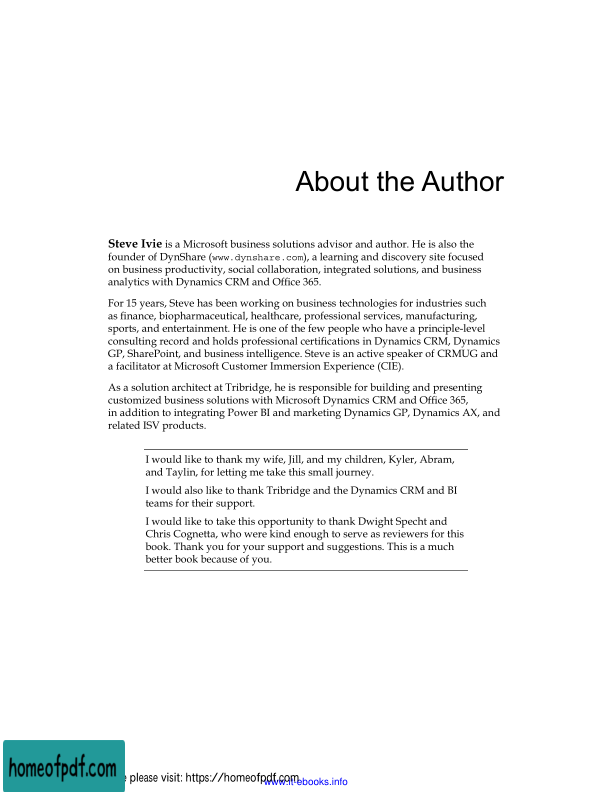 About the Author
Steve Ivie is a Microsoft business solutions advisor and author. He is also the
founder of DynShare (www.dynshare.com), a learning and discovery site focused
on business productivity, social collaboration, integrated solutions, and business
analytics with Dynamics CRM and Office 365.
For 15 years, Steve has been working on business technologies for industries such
as finance, biopharmaceutical, healthcare, professional services, manufacturing,
sports, and entertainment. He is one of the few people who have a principle-level
consulting record and holds professional certifications in Dynamics CRM, Dynamics
GP, SharePoint, and business intelligence. Steve is an active speaker of CRMUG and
a facilitator at Microsoft Customer Immersion Experience (CIE).
As a solution architect at Tribridge, he is responsible for building and presenting
customized business solutions with Microsoft Dynamics CRM and Office 365,
in addition to integrating Power BI and marketing Dynamics GP, Dynamics AX, and
related ISV products.
I would like to thank my wife, Jill, and my children, Kyler, Abram,
and Taylin, for letting me take this small journey.
I would also like to thank Tribridge and the Dynamics CRM and BI
teams for their support.
I would like to take this opportunity to thank Dwight Specht and
Chris Cognetta, who were kind enough to serve as reviewers for this
book. Thank you for your support and suggestions. This is a much
better book because of you.
homeofpdf.com
please visit: https://homeofpdf.com
www.it-ebooks.info